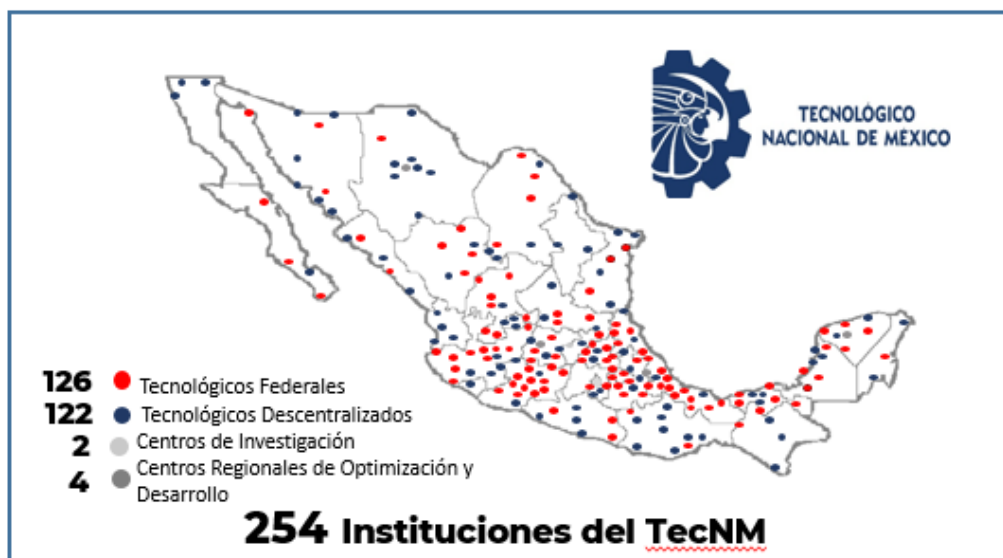 TECNOLÓGICO
NACIONAL DE MÉXICO
126 Tecnológicos Federales
122 Tecnológicos Descentralizados
2 Centros de Investigación
4 Centros Regionales de Optimización y
Desarrollo
254 Instituciones del TecNM